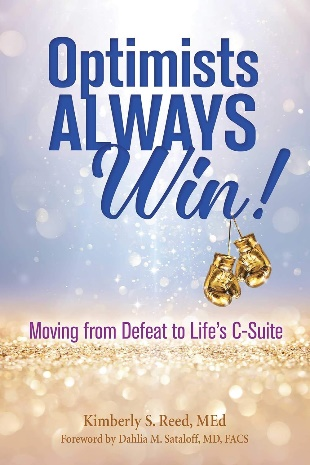 Optimists
ALWAYS
Win!
Moving from Defeat to Life's C-Suite
Kimberly S. Reed, MEd
Foreword by Dahlia M. Sataloff, MD, FACS